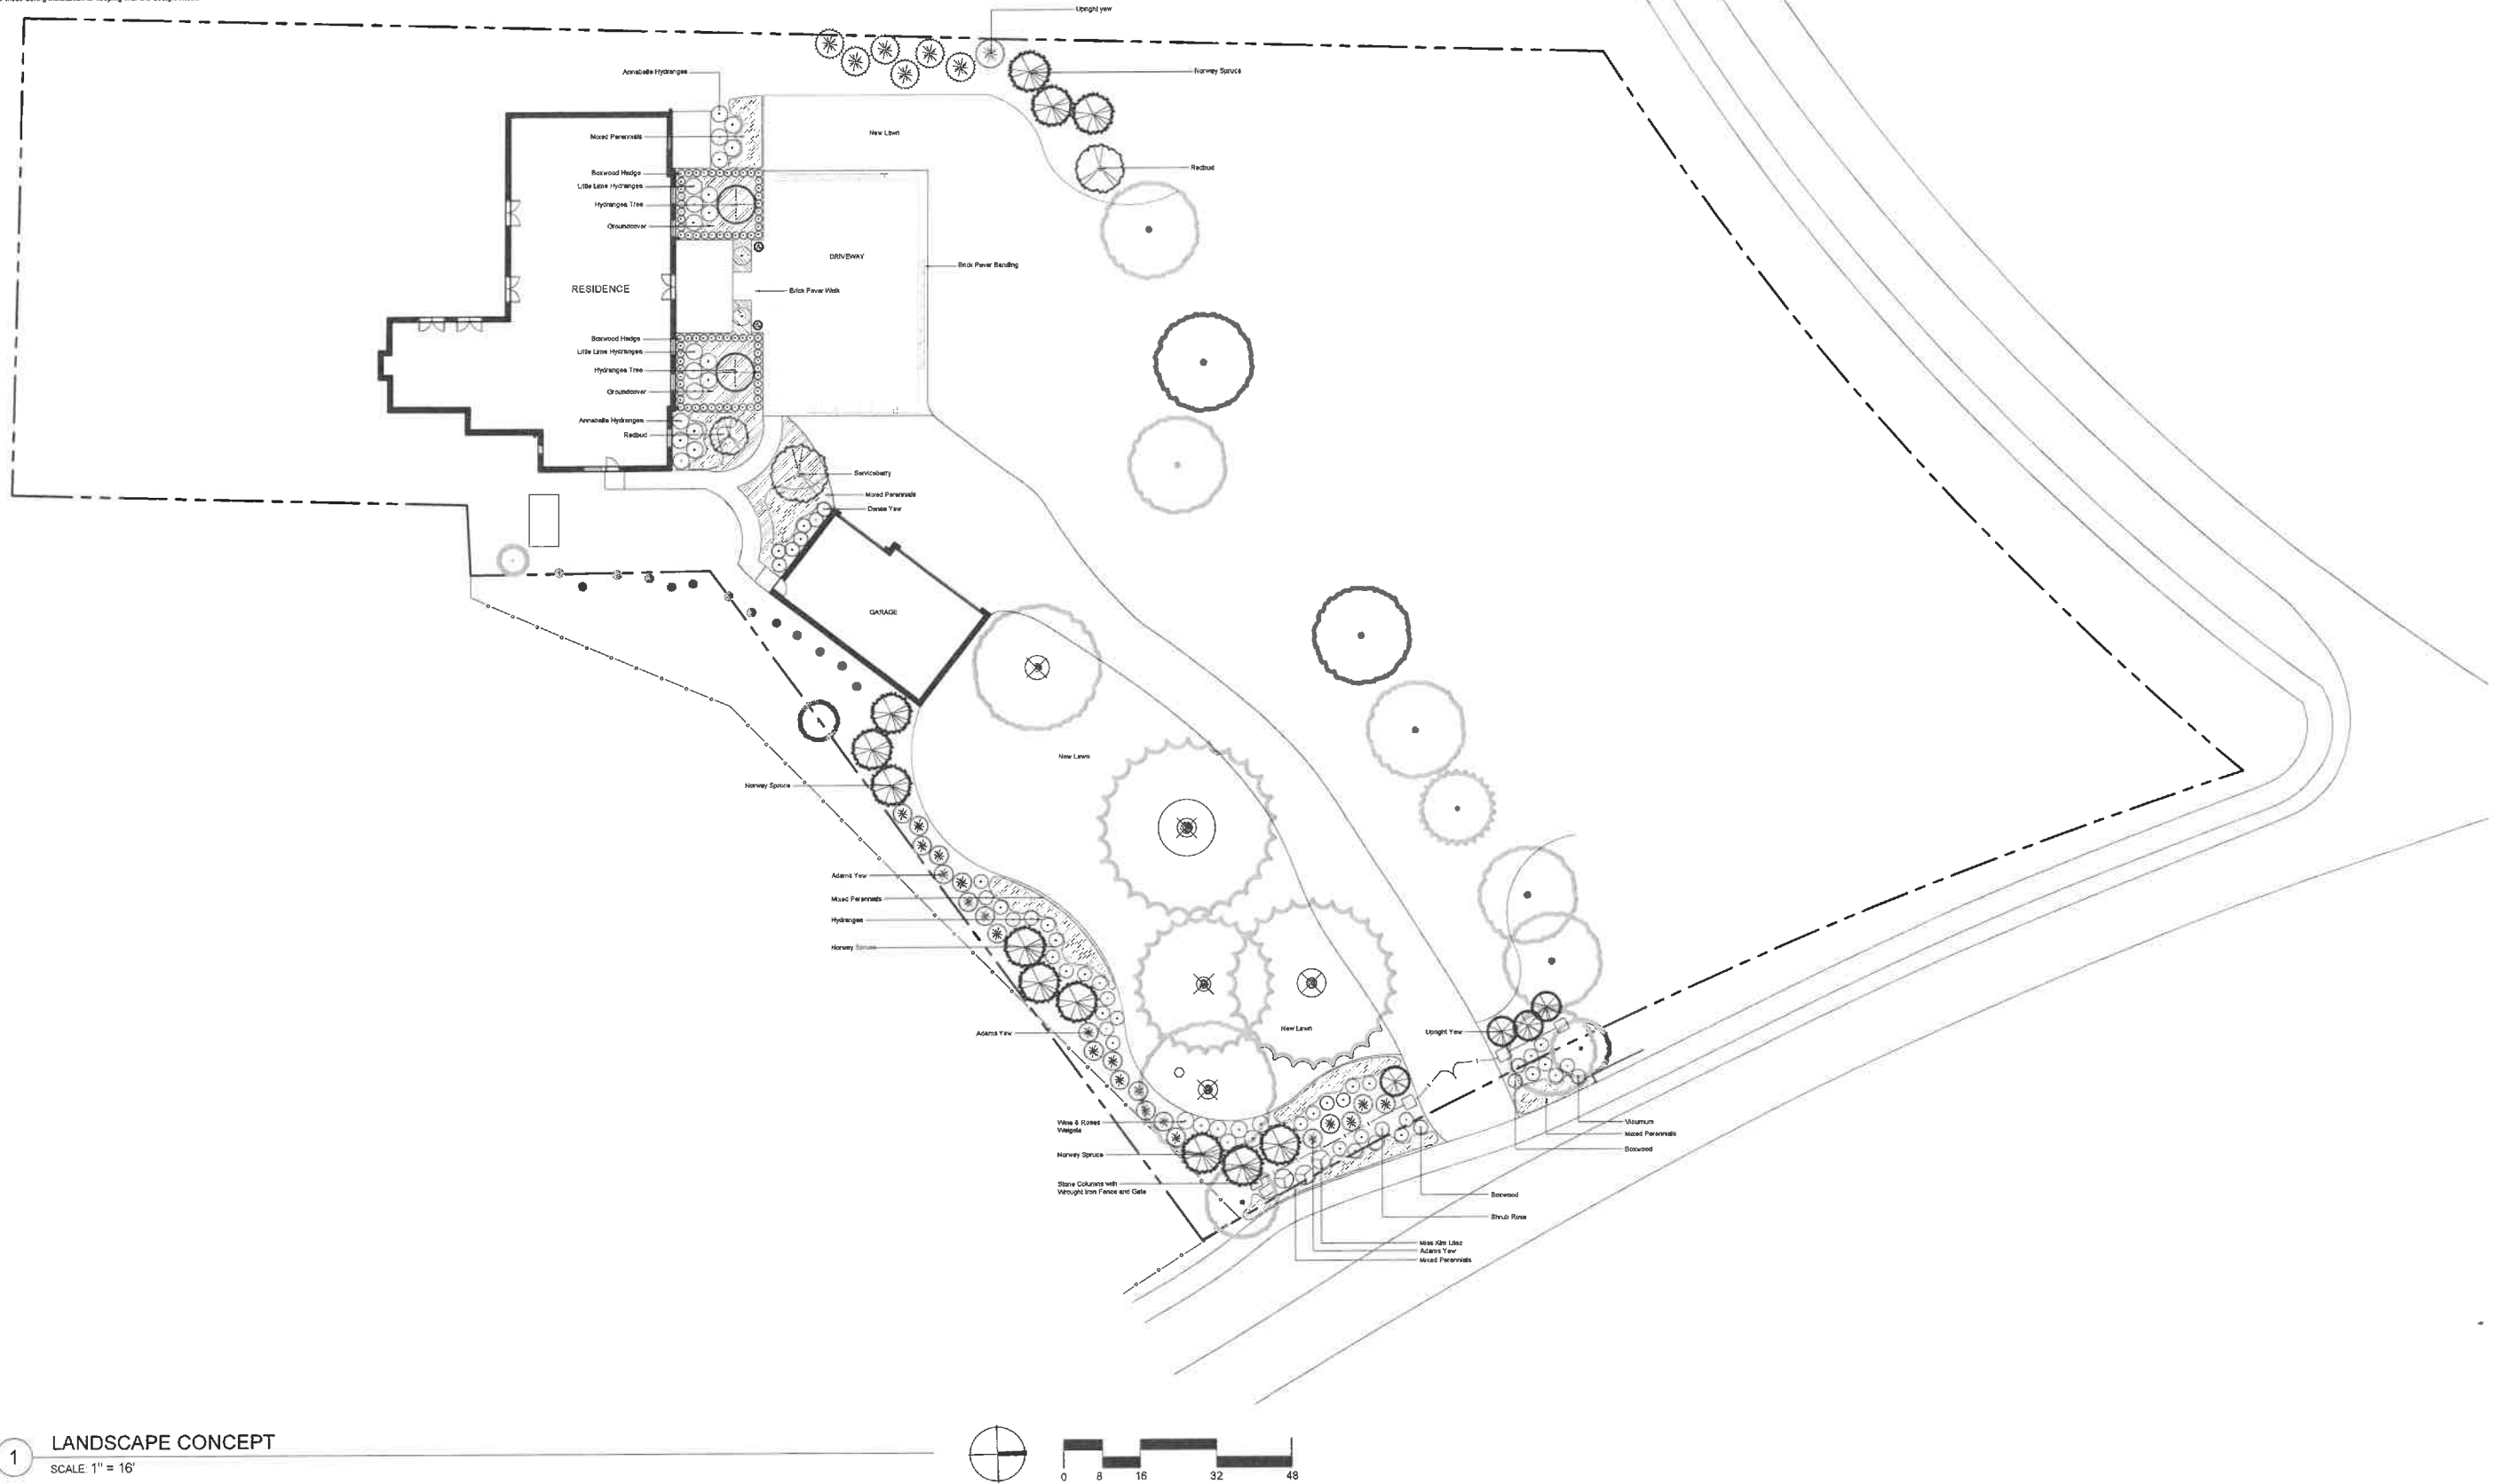 Upright yew
Annabelle Hydrangea
Norway Spruce
New Lawn
Mixed Perennials
Redbud
Boxwood Hedge
Little Lime Hydrangea
Hydrangea Tree
Groundcover
DRIVEWAY
Brick Paver Banding
RESIDENCE
Brick Paver Walk
Boxwood Hedge
Little Lime Hydrangea
Hydrangea Tree
Groundcover
Annabelle Hydrangea
Redbud
Serviceberry
Mixed Perennials
Dense Yew
GARAGE
New Lawn
Norway Spruce
Adams Yew
Mixed Perennials
Hydrangea
Norway Spruce
Adams Yew
New Lawn
Upright Yew
Wine & Roses
Weigela
Viburnum
Mixed Perennials
Boxwood
Norway Spruce
Stone Columns with
Wrought Iron Fence and Gate
Boxwood
Shrub Rose
Miss Kim Lilac
Adams Yew
Mixed Perennials
1
LANDSCAPE CONCEPT
SCALE: 1" = 16'
0 8 16 32 48